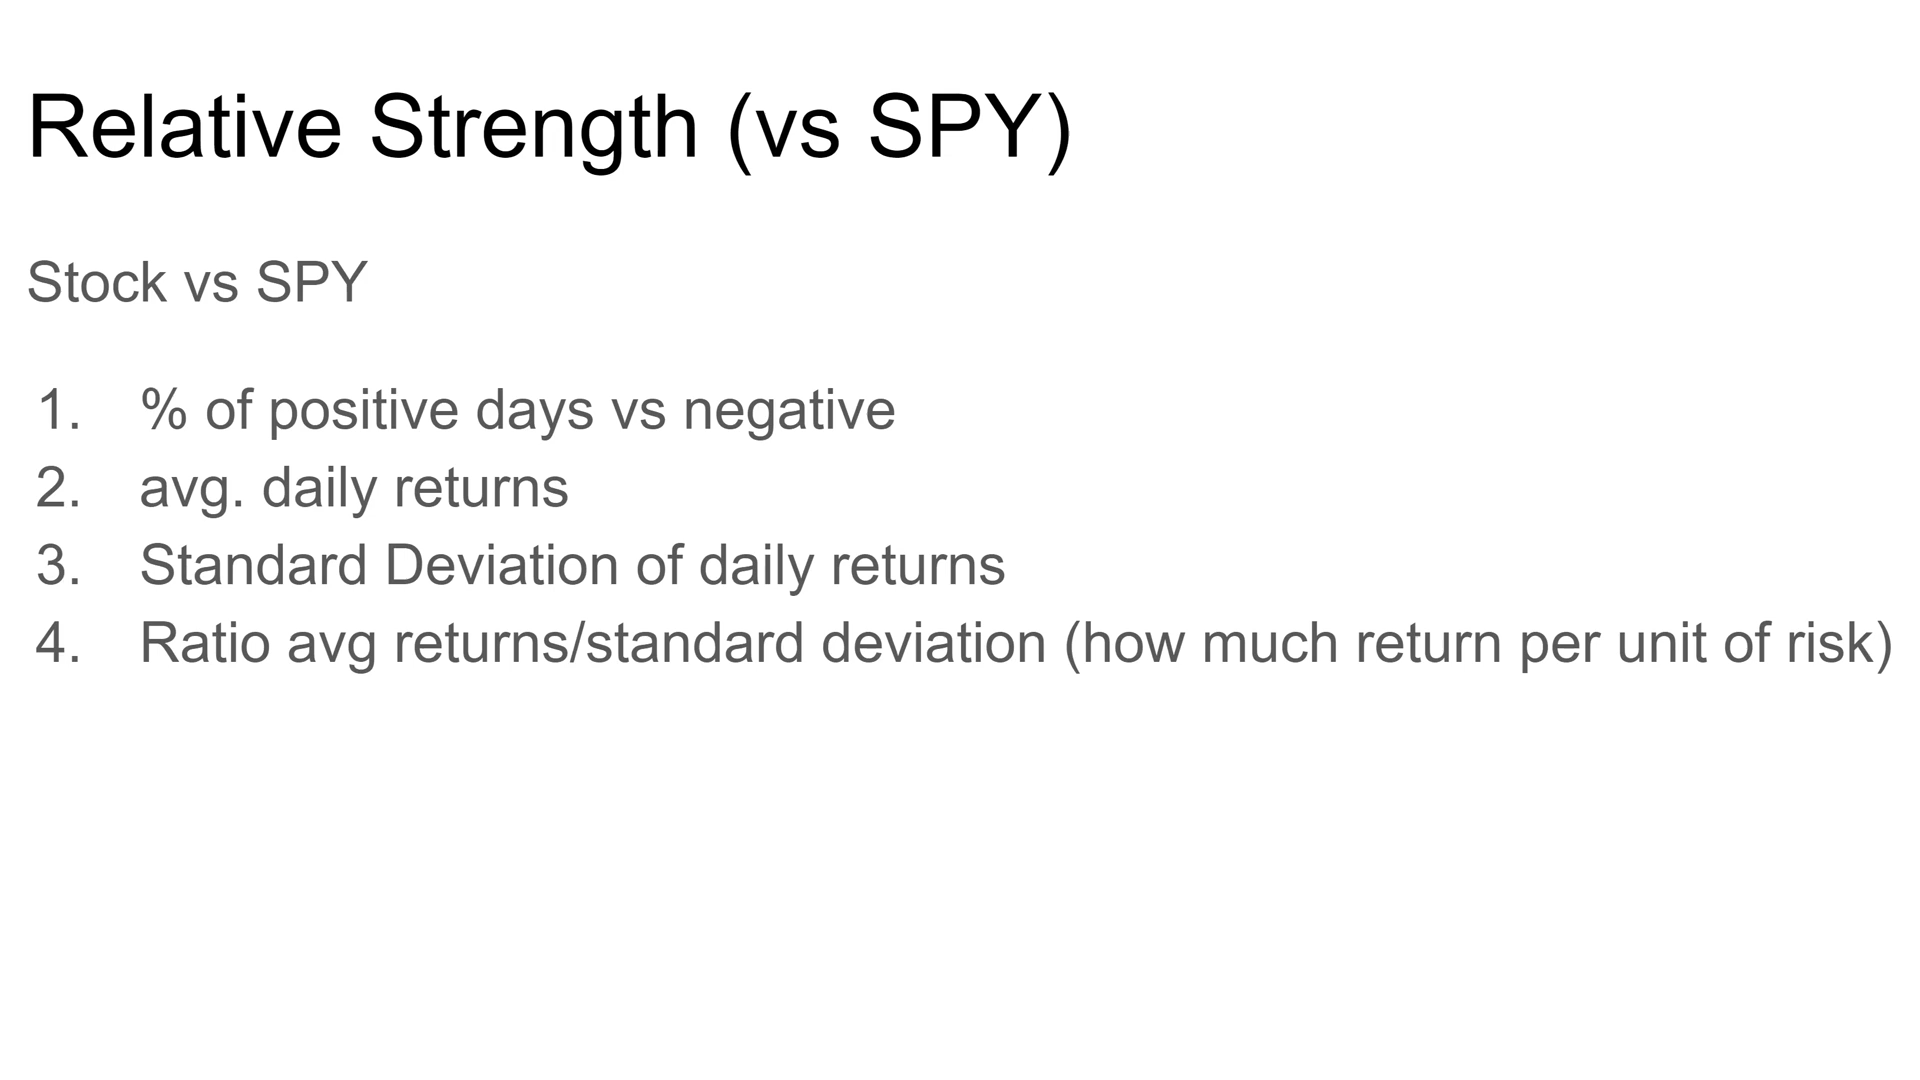 Relative Strength (vs SPY)
Stock vs SPY
1. % of positive days vs negative
2. avg. daily returns
3. Standard Deviation of daily returns
4. Ratio avg returns/standard deviation (how much return per unit of risk)